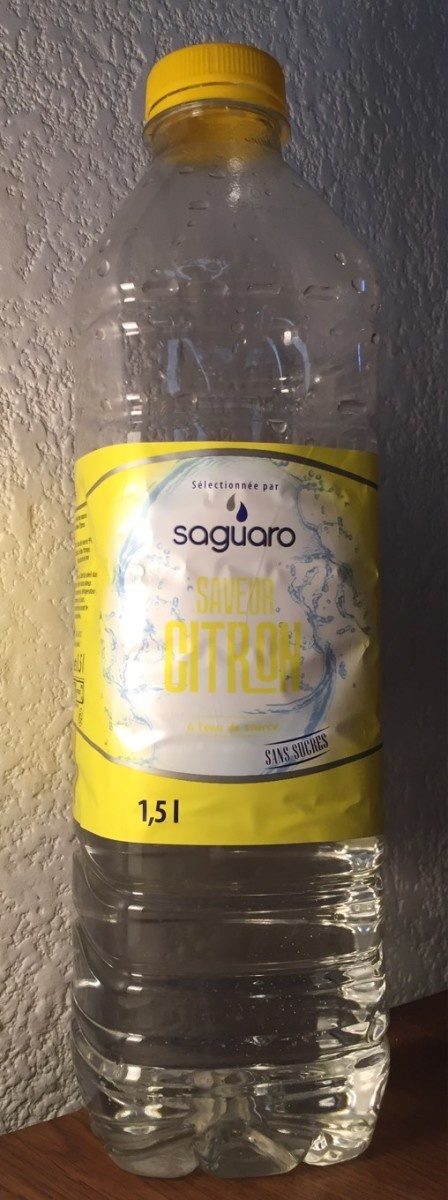 Sélectionnée par
saguaro
SAVEUR
CITRON
à l'eau de source
SANS SUCRES
1,5 l